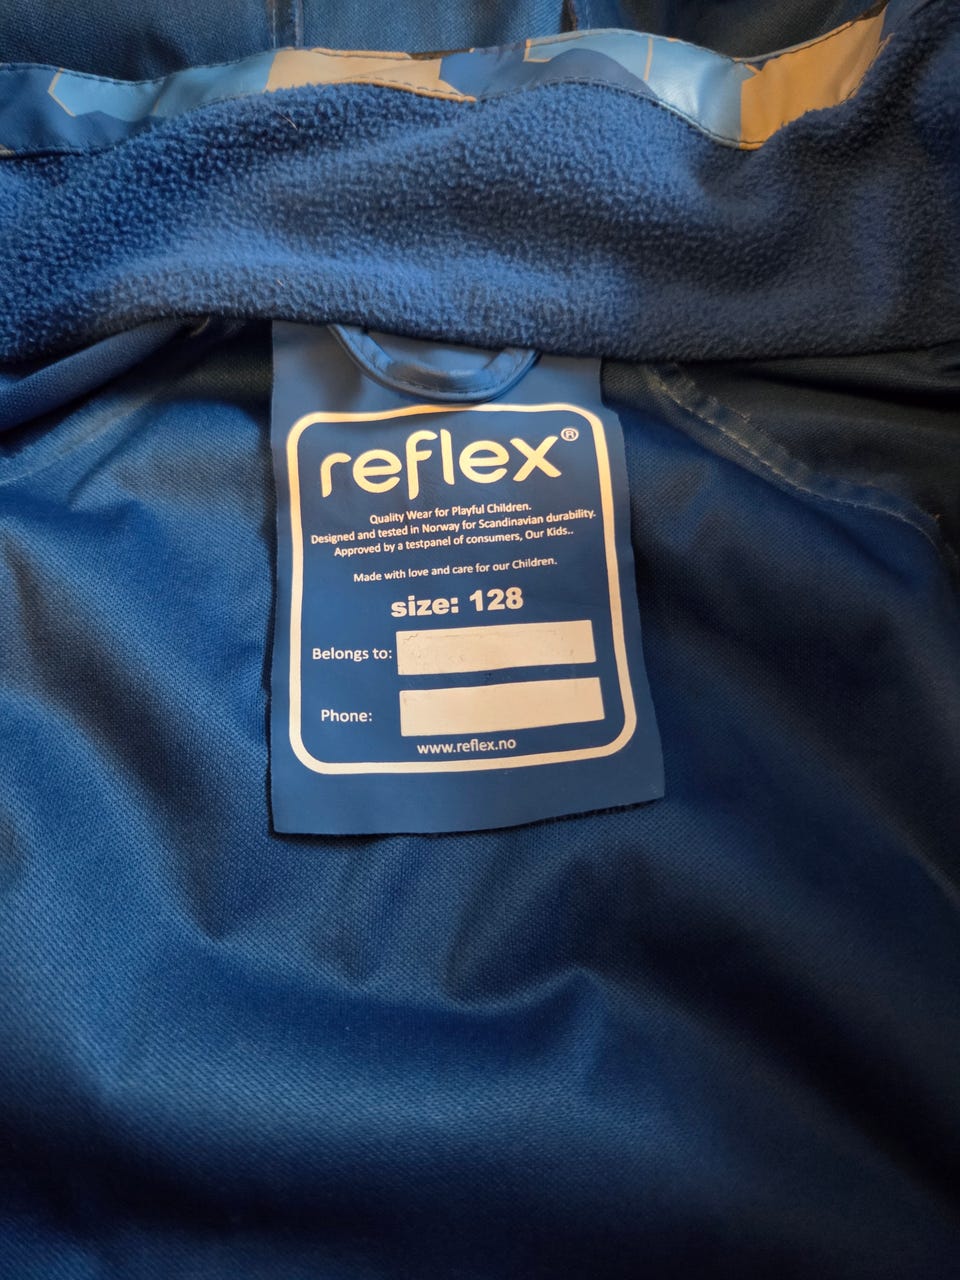 reflex®
Quality Wear for Playful Children.
Designed and tested in Norway for Scandinavian durability.
Approved by a testpanel of consumers, Our Kids..
Made with love and care for our Children.
size: 128
Belongs to:
Phone:
www.reflex.no